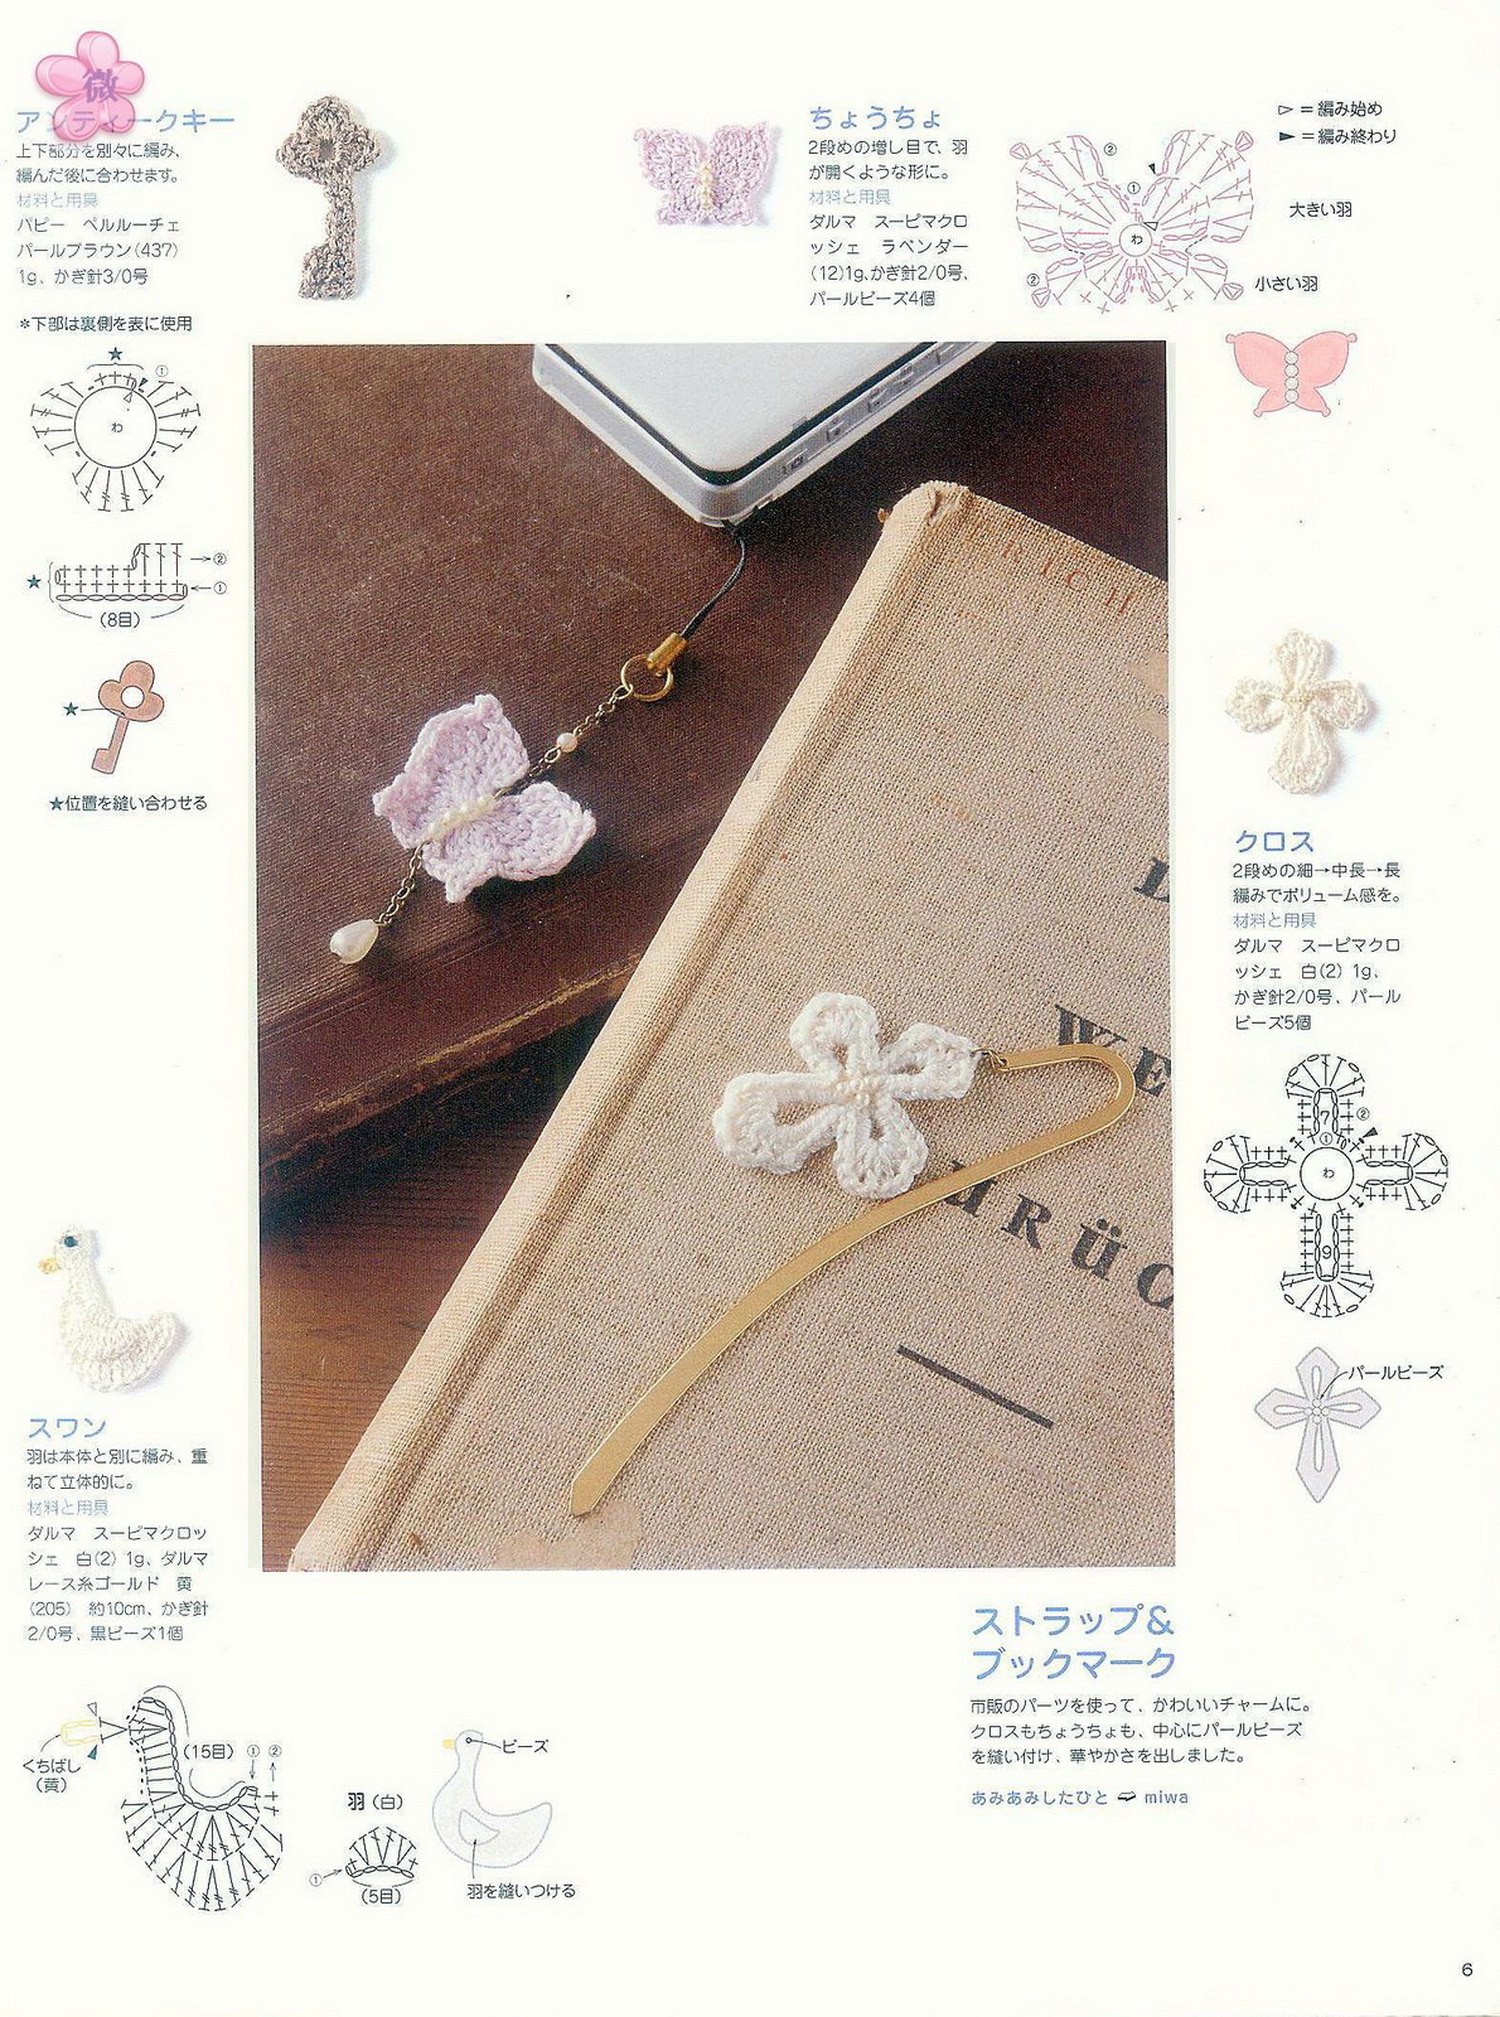 微
アンティークキー
上下部分を別々に編み、
編んだ後に合わせます。
材料と用具
パピー　ペルルーチェ
パールブラウン(437)
1g、かぎ針3/0号
*下部は裏側を表に使用
★
①
わ
②
★
①
(8目)
★
★位置を縫い合わせる
ちょうちょ
2段めの増し目で、羽
が開くような形に。
材料と用具
ダルマ　スーピマクロ
ッシェ　ラベンダー
(12)1g、かぎ針2/0号、
パールビーズ4個
▷=編み始め
►=編み終わり
②
①
大きい羽
わ
②
小さい羽
ERICH
WE
URÜC
クロス
2段めの細→中長→長
編みでボリューム感を。
材料と用具
ダルマ　スーピマクロ
ッシェ　白(2) 1g、
かぎ針2/0号、パール
ビーズ5個
7
②
①
わ
9
パールビーズ
スワン
羽は本体と別に編み、重
ねて立体的に。
材料と用具
ダルマ　スーピマクロッ
シェ　白(2) 1g、ダルマ
レース糸ゴールド　黄
(205)　約10cm、かぎ針
2/0号、黒ビーズ1個
くちばし
(黄)
(15目)
① ②
羽(白)
①
(5目)
ビーズ
羽を縫いつける
ストラップ&
ブックマーク
市販のパーツを使って、かわいいチャームに。
クロスもちょうちょも、中心にパールビーズ
を縫い付け、華やかさを出しました。
あみあみしたひと miwa
6